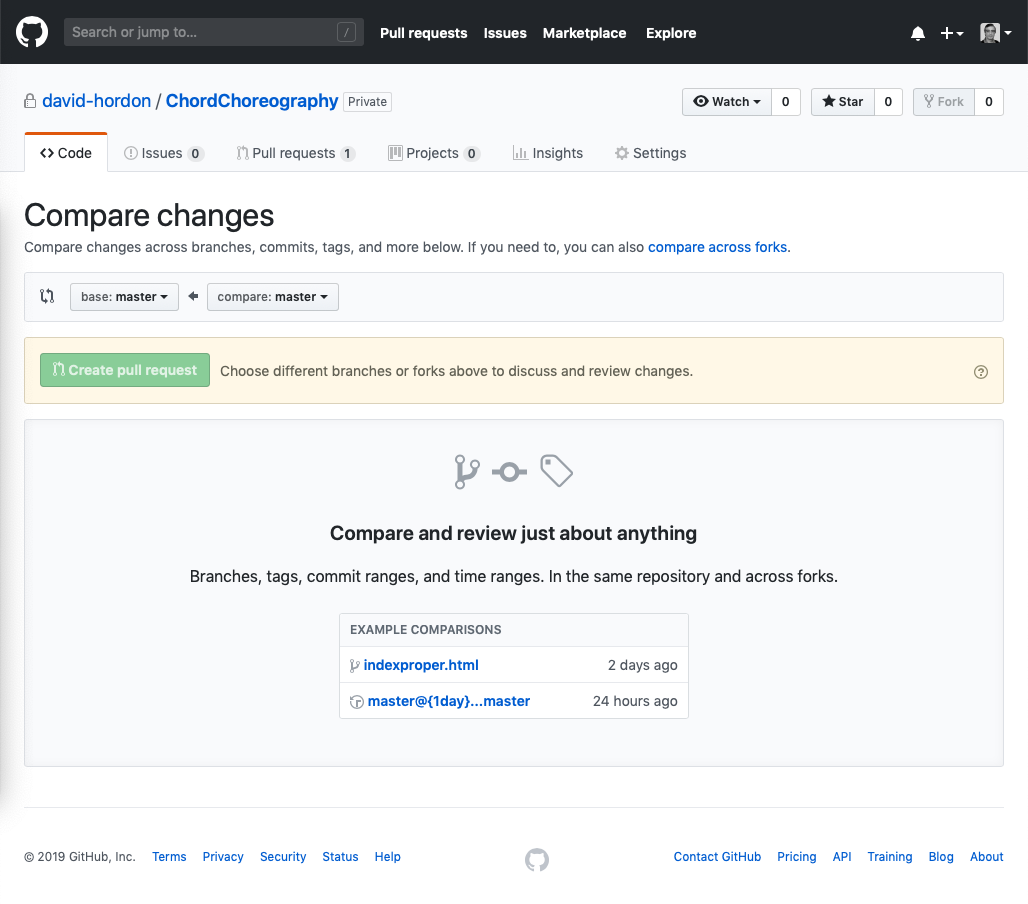 Search or jump to... /
Pull requests Issues Marketplace Explore
david-hordon / ChordChoreography Private
Watch 0 Star 0 Fork 0
Code Issues 0 Pull requests 1 Projects 0 Insights Settings
Compare changes
Compare changes across branches, commits, tags, and more below. If you need to, you can also compare across forks.
base: master compare: master
Create pull request Choose different branches or forks above to discuss and review changes.
Compare and review just about anything
Branches, tags, commit ranges, and time ranges. In the same repository and across forks.
EXAMPLE COMPARISONS
indexproper.html 2 days ago
master@{1day}...master 24 hours ago
© 2019 GitHub, Inc. Terms Privacy Security Status Help Contact GitHub Pricing API Training Blog About